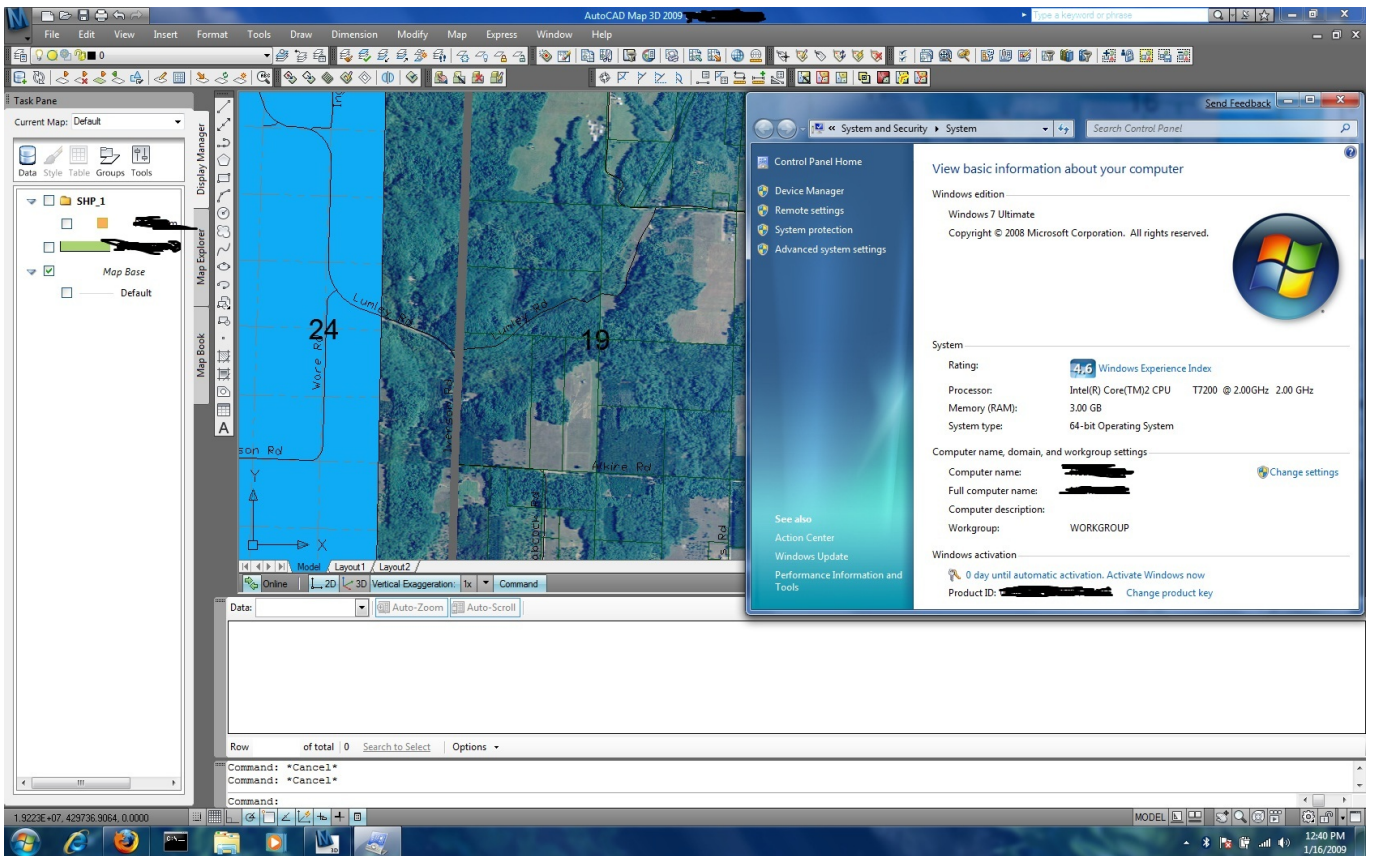 AutoCAD Map 3D 2009
Type a keyword or phrase
File Edit View Insert Format Tools Draw Dimension Modify Map Express Window Help
0
Task Pane
Current Map: Default
Data Style Table Groups Tools
SHP_1
Map Base
Default
Display Manager
Map Explorer
Map Book
A
24
19
Ware Rd
son Rd
Alkire Rd
Y
X
Model Layout1 Layout2
Online 2D 3D Vertical Exaggeration: 1x Command
Data: Auto-Zoom Auto-Scroll
Row of total 0 Search to Select Options
Command: *Cancel*
Command: *Cancel*
Command:
1.9223E+07, 429736.9064, 0.0000
MODEL
Send Feedback
« System and Security System
Search Control Panel
Control Panel Home
Device Manager
Remote settings
System protection
Advanced system settings
See also
Action Center
Windows Update
Performance Information and Tools
View basic information about your computer
Windows edition
Windows 7 Ultimate
Copyright © 2008 Microsoft Corporation. All rights reserved.
System
Rating: 4.6 Windows Experience Index
Processor: Intel(R) Core(TM)2 CPU T7200 @ 2.00GHz 2.00 GHz
Memory (RAM): 3.00 GB
System type: 64-bit Operating System
Computer name, domain, and workgroup settings
Computer name:
Change settings
Full computer name:
Computer description:
Workgroup: WORKGROUP
Windows activation
0 day until automatic activation. Activate Windows now
Product ID:
Change product key
12:40 PM
1/16/2009